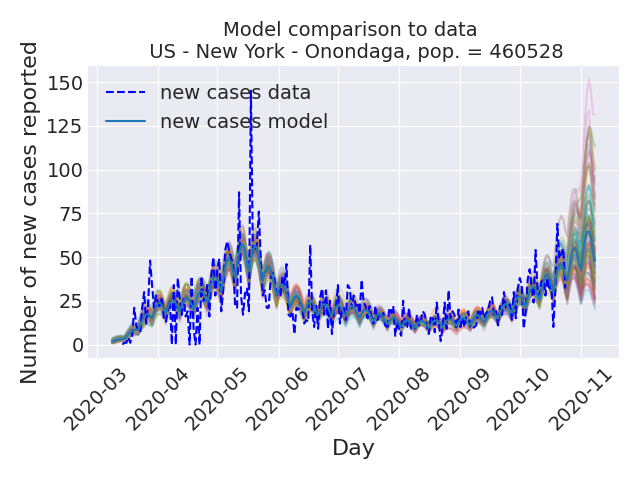 Model comparison to data
US - New York - Onondaga, pop. = 460528
Number of new cases reported
150
125
100
75
50
25
0
new cases data
new cases model
2020-03
2020-04
2020-05
2020-06
2020-07
2020-08
2020-09
2020-10
2020-11
Day